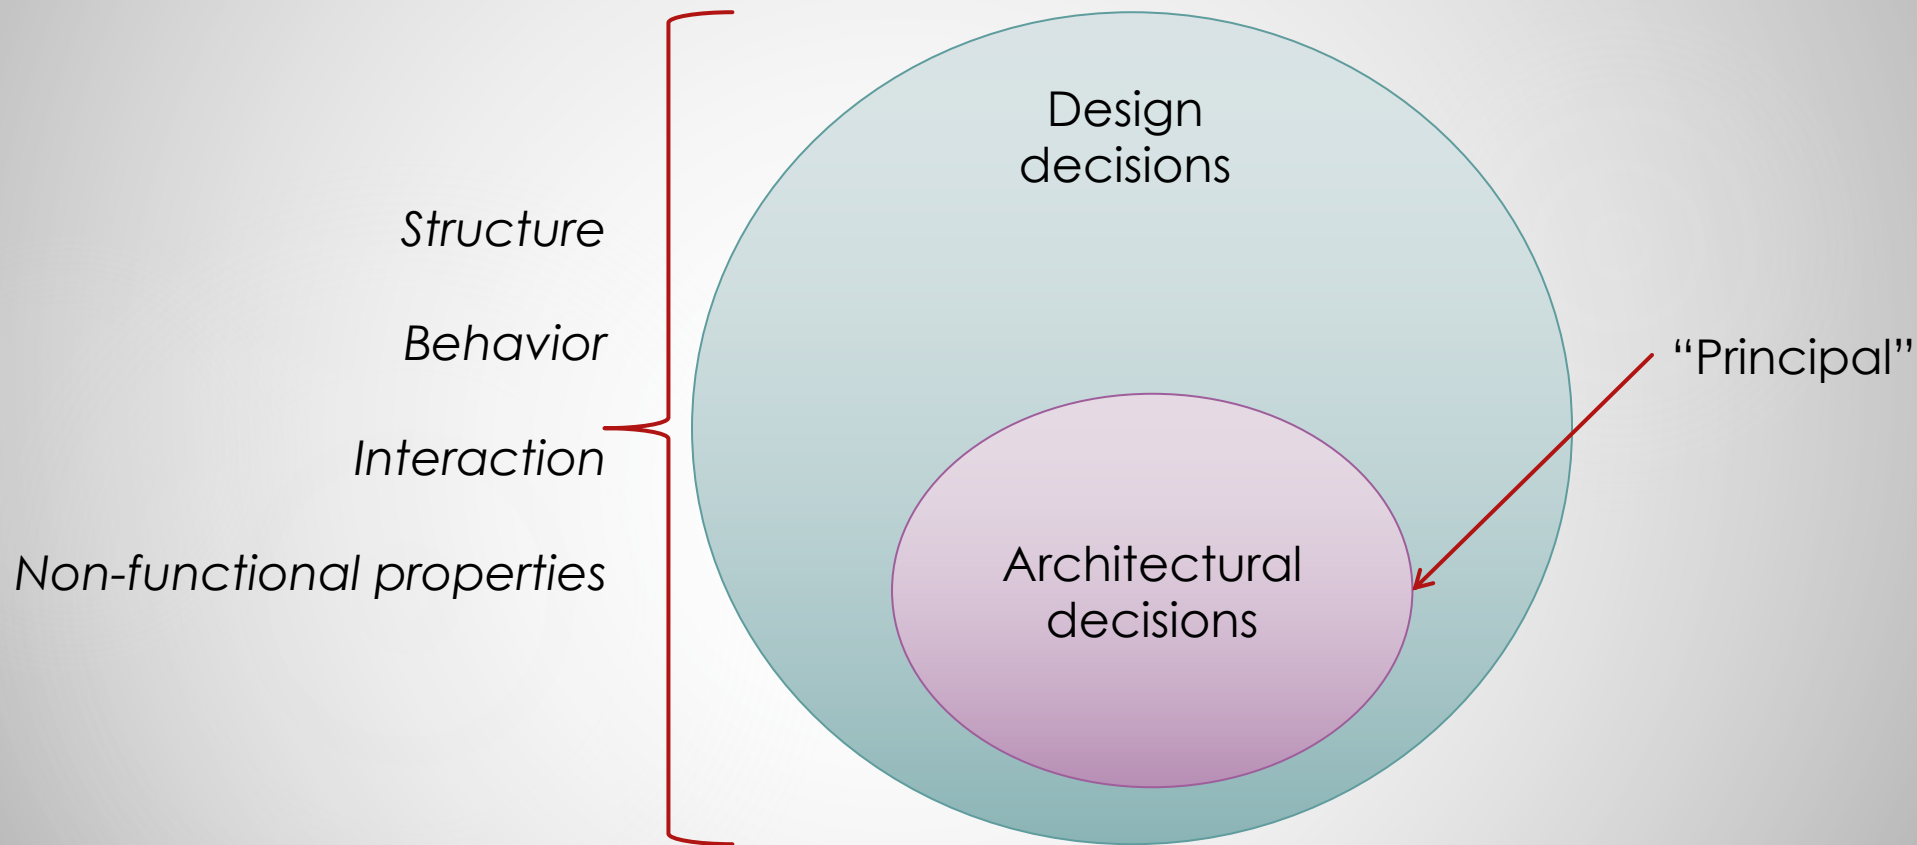 Structure
Behavior
Interaction
Non-functional properties
Design
decisions
Architectural
decisions
“Principal”